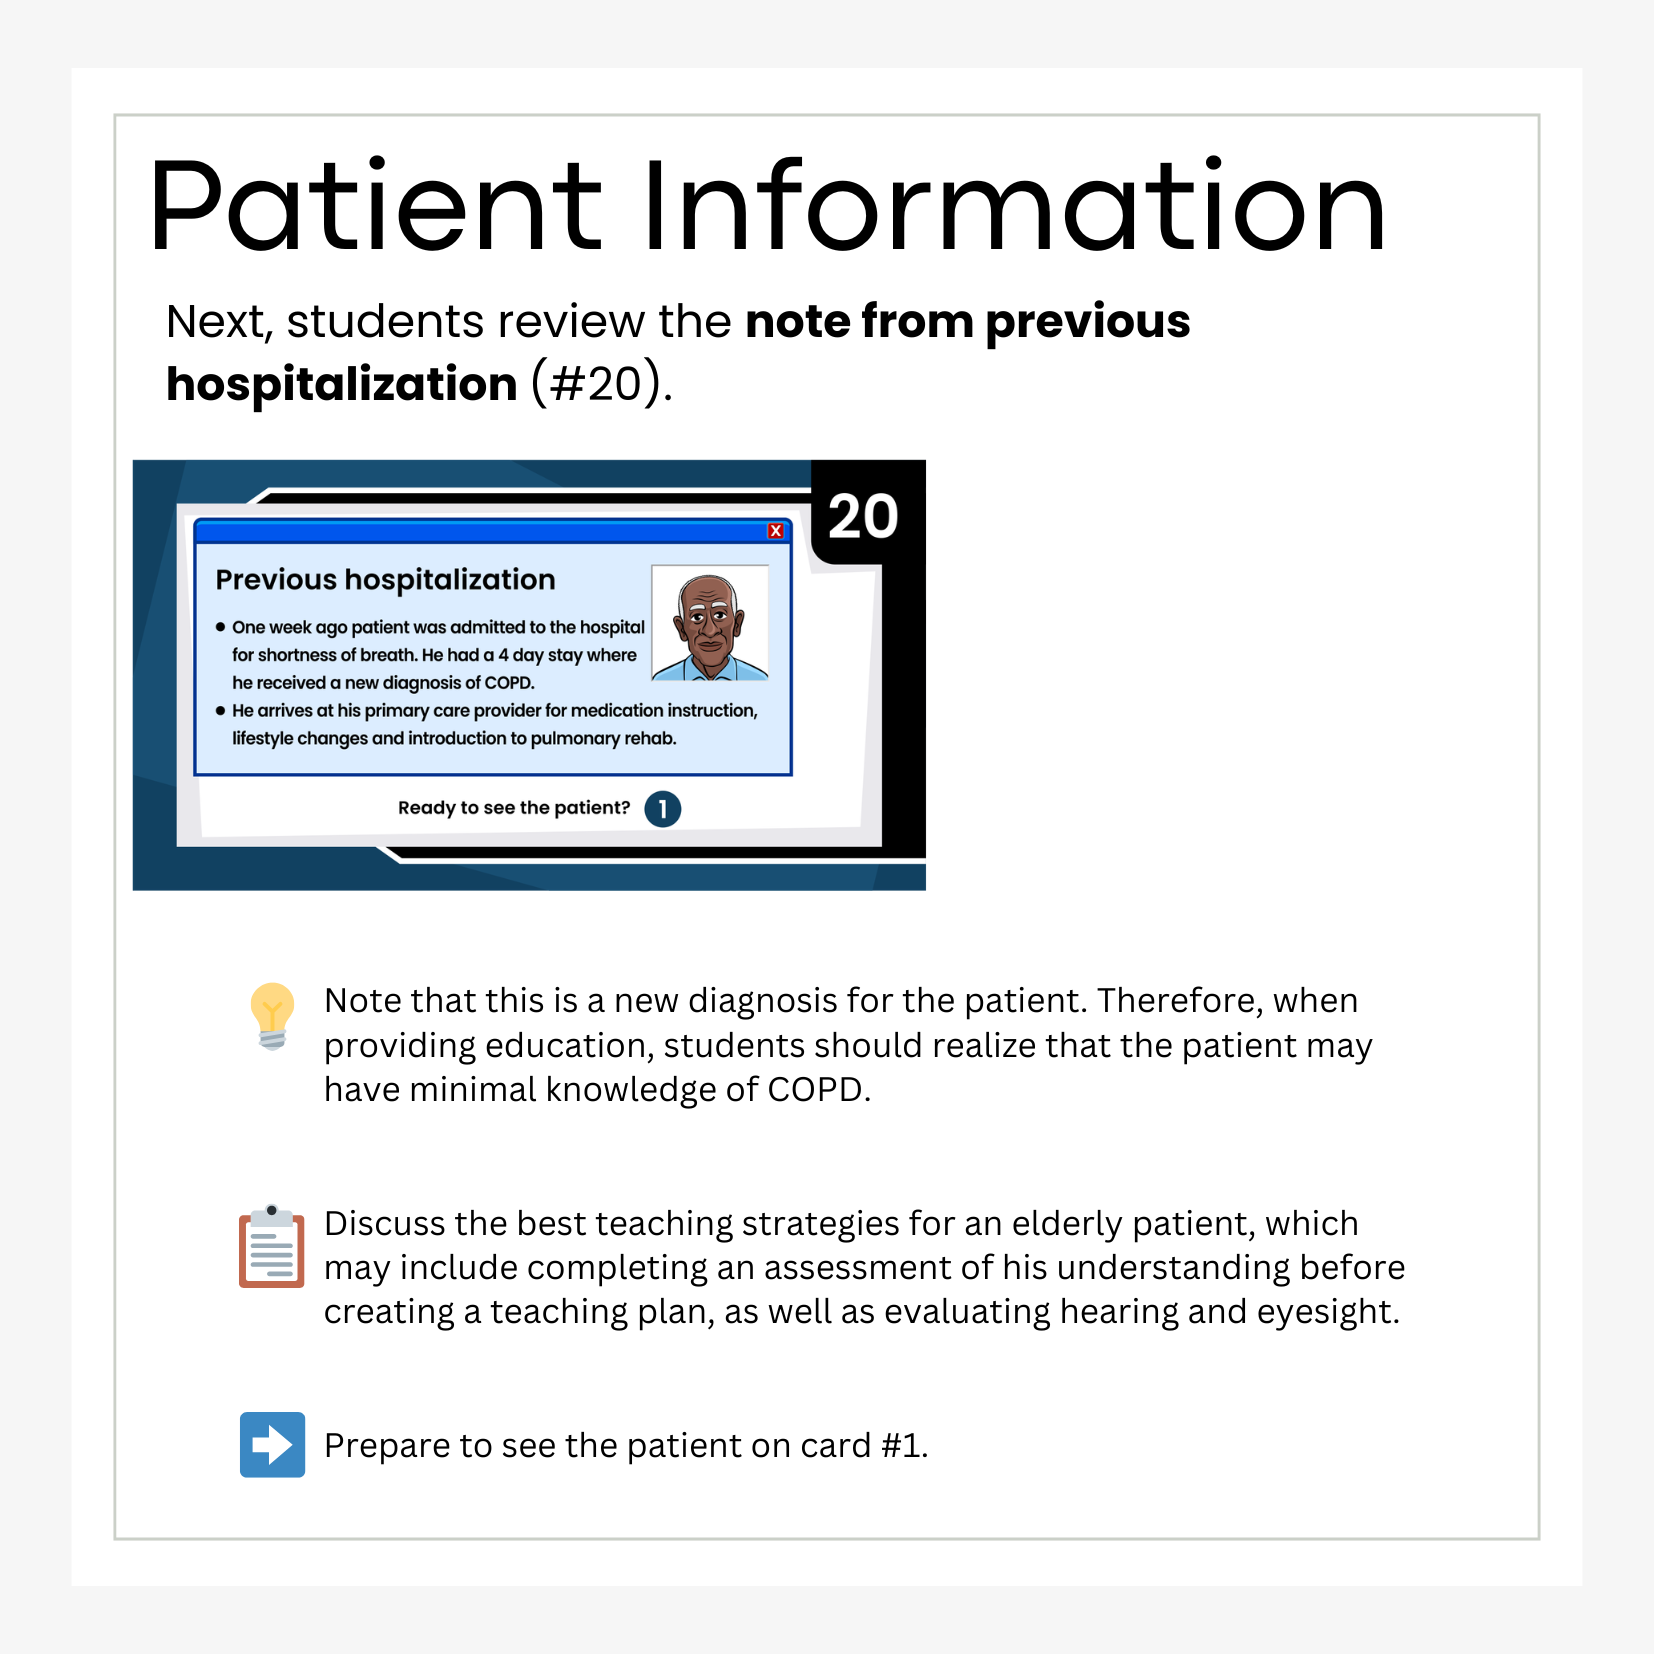 Patient Information
Next, students review the note from previous
hospitalization (#20).
20
X
Previous hospitalization
● One week ago patient was admitted to the hospital
for shortness of breath. He had a 4 day stay where
he received a new diagnosis of COPD.
● He arrives at his primary care provider for medication instruction,
lifestyle changes and introduction to pulmonary rehab.
Ready to see the patient? 1
Note that this is a new diagnosis for the patient. Therefore, when
providing education, students should realize that the patient may
have minimal knowledge of COPD.
Discuss the best teaching strategies for an elderly patient, which
may include completing an assessment of his understanding before
creating a teaching plan, as well as evaluating hearing and eyesight.
Prepare to see the patient on card #1.